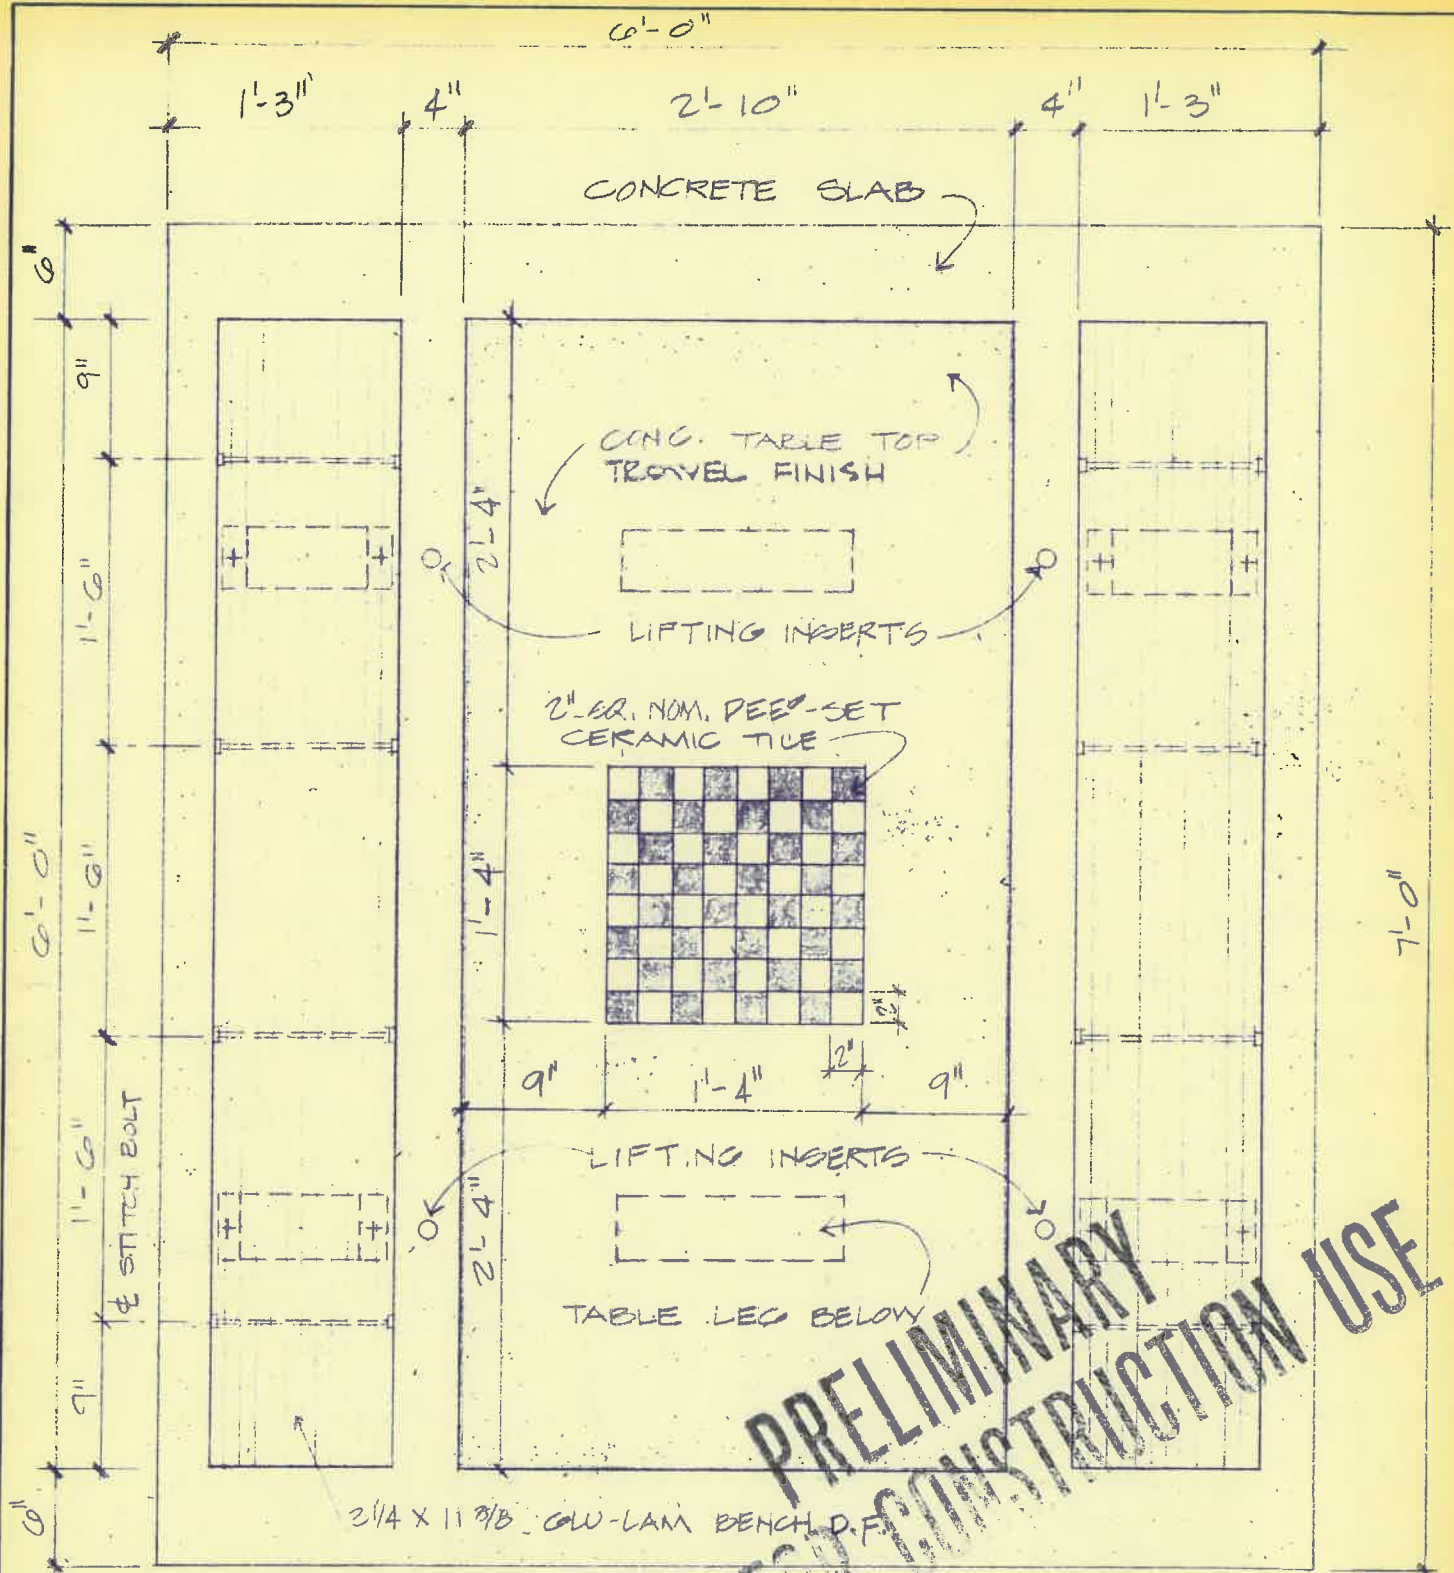 6'-0"
1'-3" 4" 2'-10" 4" 1'-3"
CONCRETE SLAB
6"
9"
CONC. TABLE TOP
TROWEL FINISH
2'-4"
1'-6"
LIFTING INSERTS
2" SQ. NOM. DEEP-SET
CERAMIC TILE
6'-0"
1'-6"
1'-4"
7'-0"
2"
2"
9" 1'-4" 9"
1'-6"
℄ STITCH BOLT
LIFTING INSERTS
2'-4"
TABLE LEG BELOW
9"
6"
2 1/4 X 11 3/8 GLU-LAM BENCH D.F.
PRELIMINARY
CONSTRUCTION USE